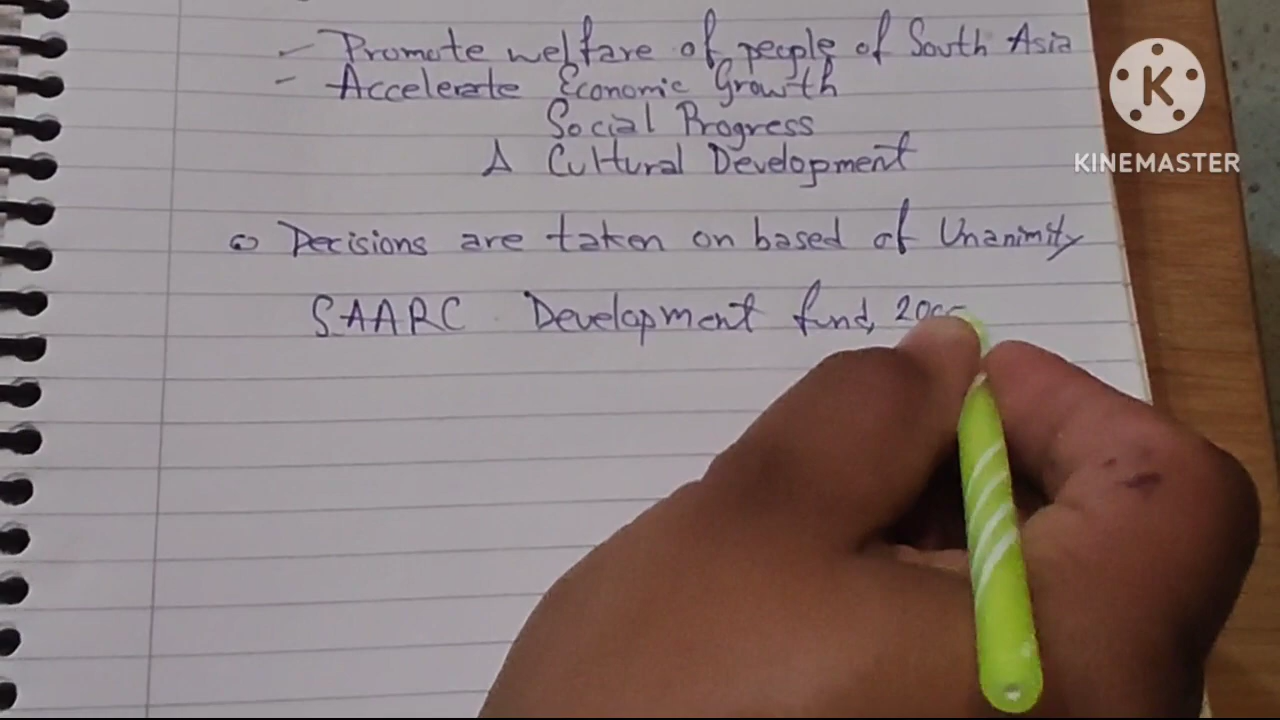 - Promote welfare of people of South Asia
- Accelerate Economic Growth
Social Progress
Δ Cultural Development
Decisions are taken on based of Unanimity
SAARC Development fund,
K
KINEMASTER